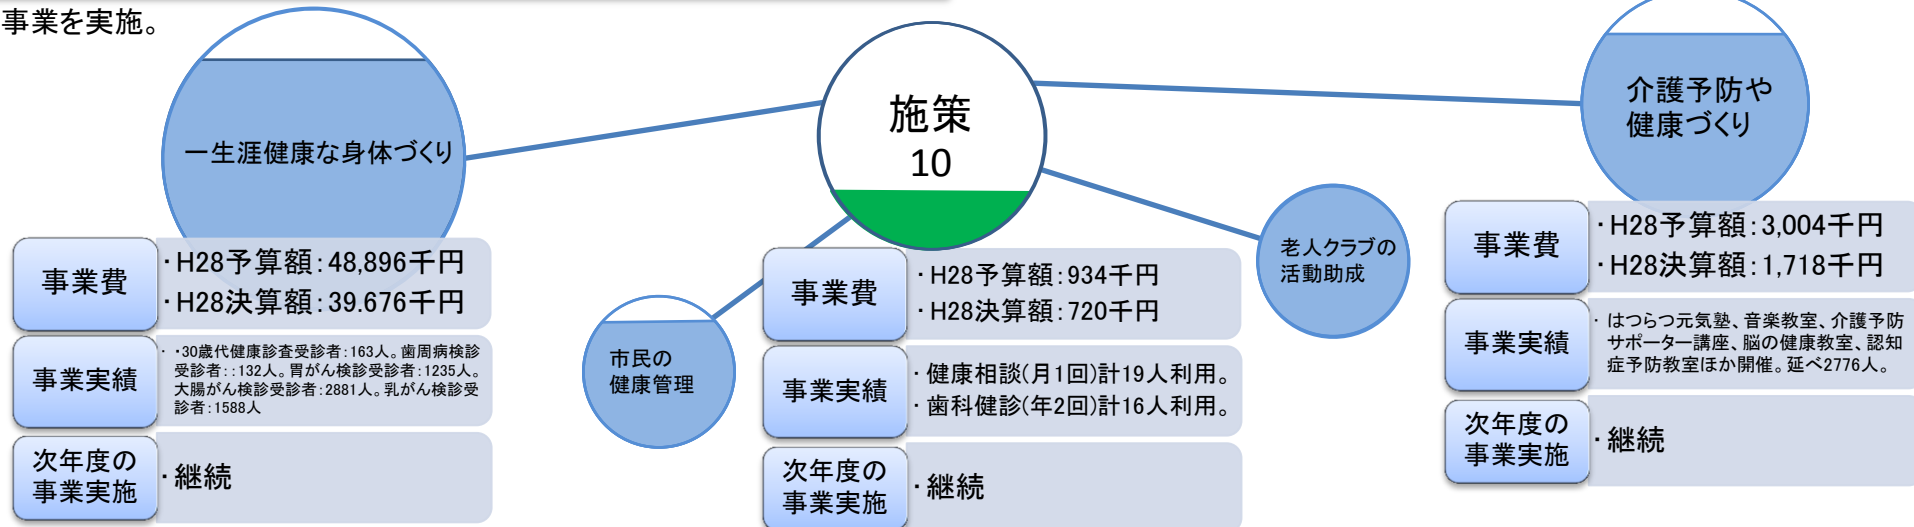 事業を実施。
一生涯健康な身体づくり
事業費
・H28予算額：48,896千円
・H28決算額：39.676千円
事業実績
・ ・30歳代健康診査受診者：163人。歯周病検診
受診者：：132人。胃がん検診受診者：1235人。
大腸がん検診受診者：2881人。乳がん検診受
診者：1588人
次年度の
事業実施
・継続
施策
10
市民の
健康管理
事業費
・H28予算額：934千円
・H28決算額：720千円
事業実績
・健康相談(月1回)計19人利用。
・歯科健診(年2回)計16人利用。
次年度の
事業実施
・継続
老人クラブの
活動助成
介護予防や
健康づくり
事業費
・H28予算額：3,004千円
・H28決算額：1,718千円
事業実績
・はつらつ元気塾、音楽教室、介護予防
サポーター講座、脳の健康教室、認知
症予防教室ほか開催。延べ2776人。
次年度の
事業実施
・継続